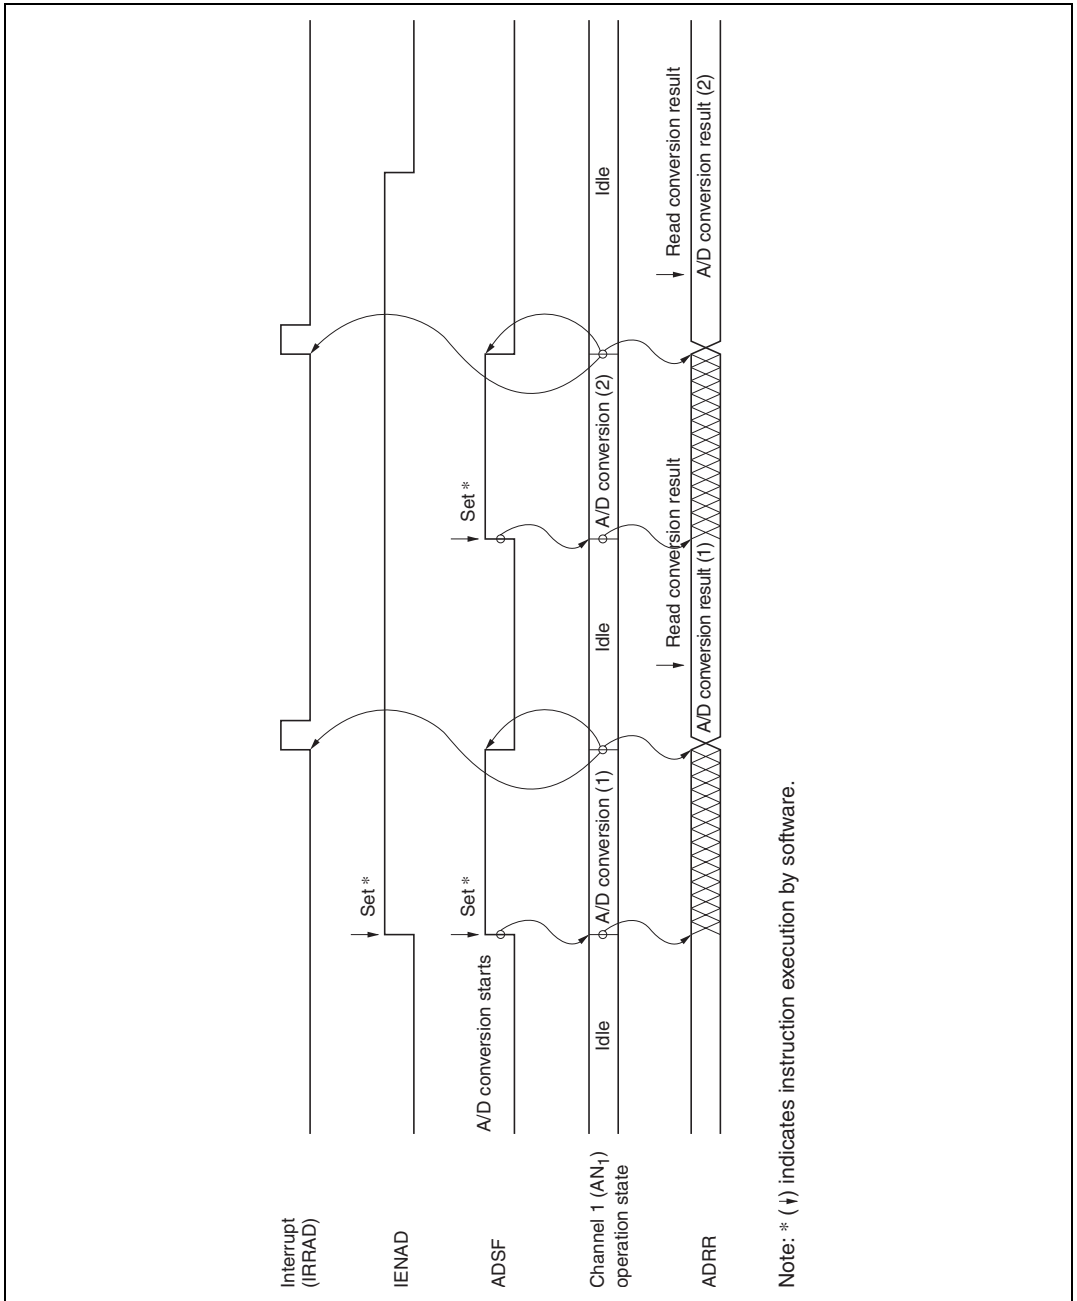 Interrupt
(IRRAD)
IENAD
Set *
ADSF
A/D conversion starts
Set *
Set *
Channel 1 (AN1)
operation state
Idle
A/D conversion (1)
Idle
A/D conversion (2)
Idle
Read conversion result
Read conversion result
ADRR
A/D conversion result (1)
A/D conversion result (2)
Note: * (↓) indicates instruction execution by software.